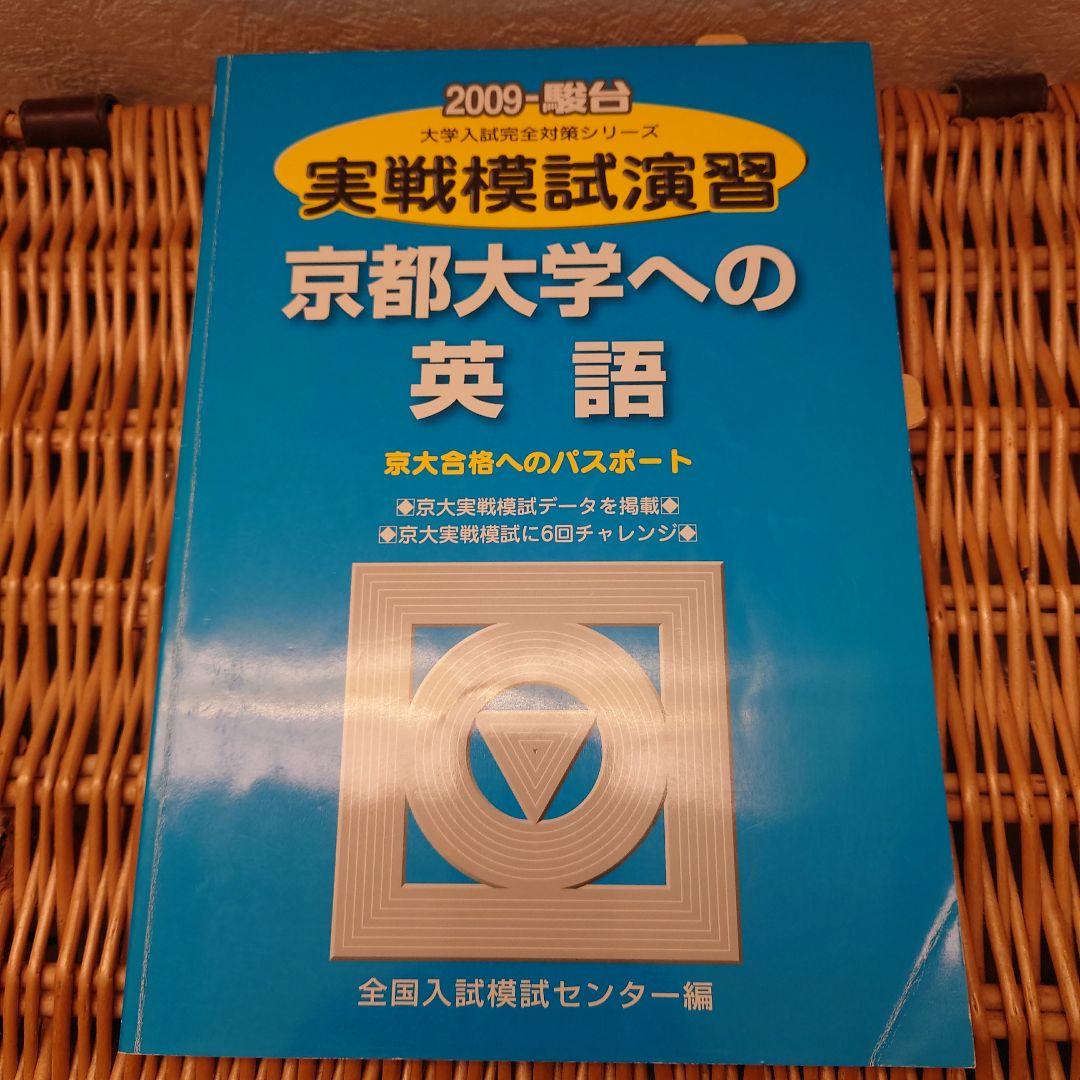 2009-駿台
大学入試完全対策シリーズ
実戦模試演習
京都大学への
英語
京大合格へのパスポート
◆京大実戦模試データを掲載◆
◆京大実戦模試に6回チャレンジ◆
全国入試模試センター編